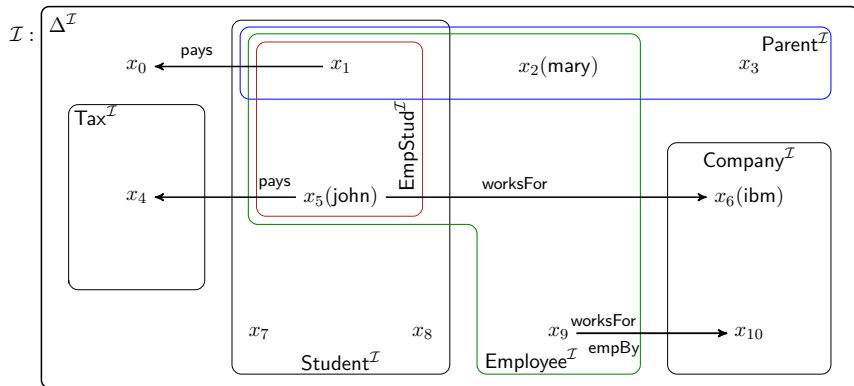 𝓘 : Δ^𝓘
pays
Parent^𝓘
x₀ x₁ x₂(mary) x₃
Tax^𝓘
EmpStud^𝓘
Company^𝓘
pays worksFor
x₄ x₅(john) x₆(ibm)
x₇ x₈ x₉ worksFor x₁₀
empBy
Student^𝓘 Employee^𝓘